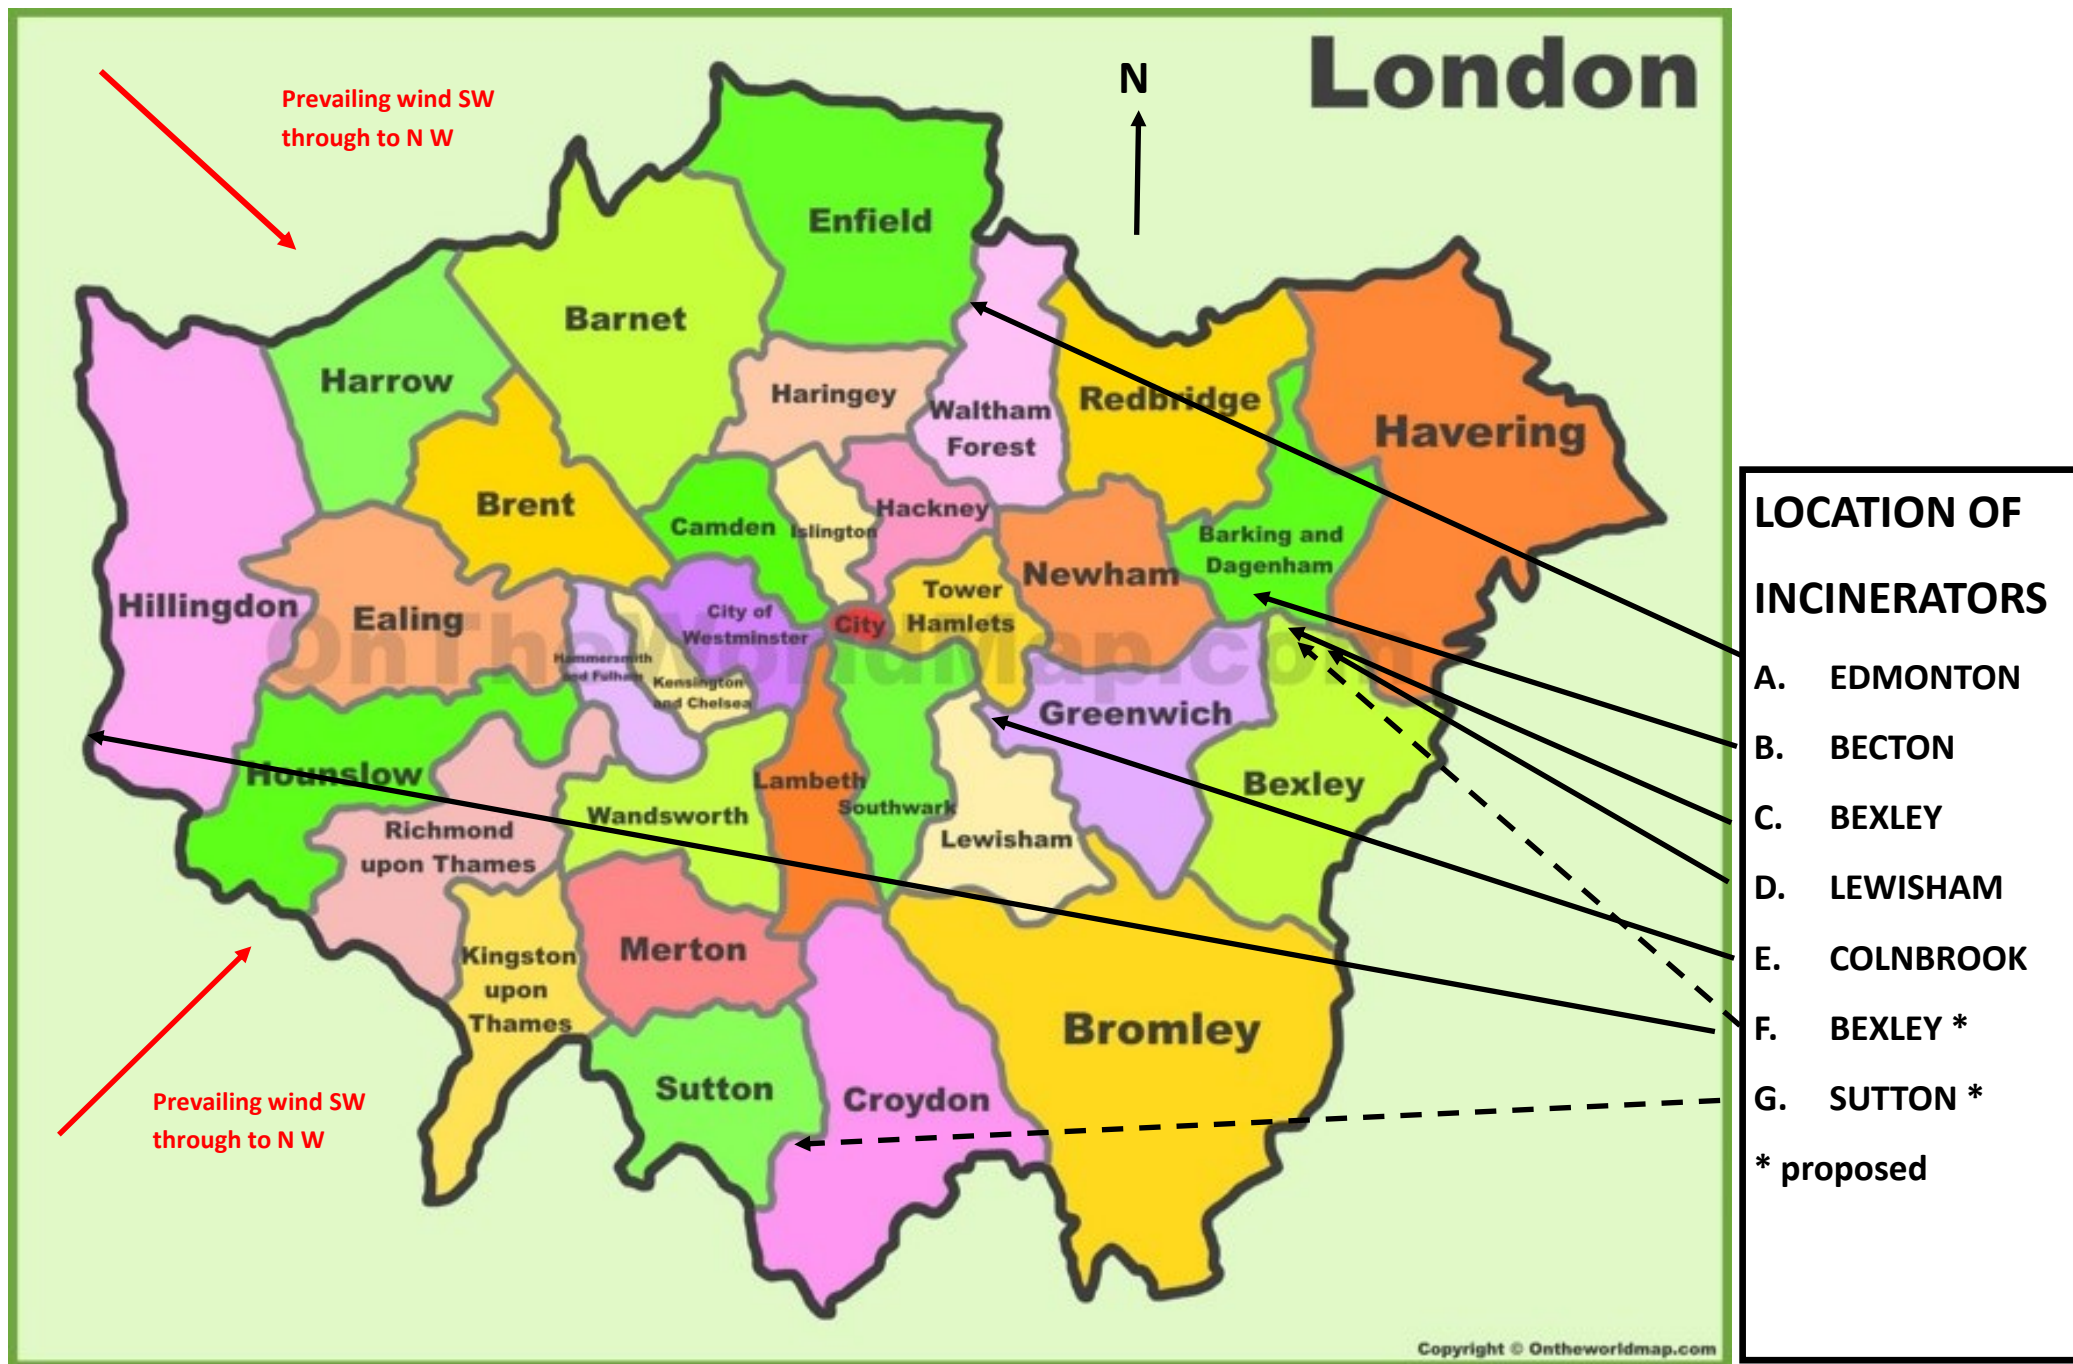 London
N
Prevailing wind SW
through to N W
Enfield
Barnet
Harrow
Haringey
Waltham
Forest
Redbridge
Havering
Brent
Camden
Islington
Hackney
Barking and
Dagenham
Newham
Tower
Hamlets
Hillingdon
Ealing
City of
Westminster
City
OnTheWorldMap.com
Hammersmith
and Fulham
Kensington
and Chelsea
Greenwich
Hounslow
Lambeth
Southwark
Bexley
Wandsworth
Richmond
upon Thames
Lewisham
Merton
Kingston
upon
Thames
Bromley
Sutton
Croydon
Prevailing wind SW
through to N W
Copyright © Ontheworldmap.com
LOCATION OF
INCINERATORS
A. EDMONTON
B. BECTON
C. BEXLEY
D. LEWISHAM
E. COLNBROOK
F. BEXLEY *
G. SUTTON *
* proposed